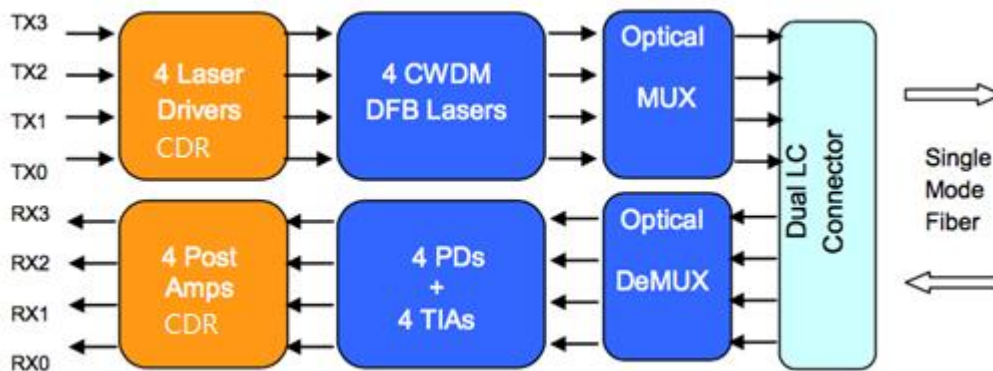 TX3
TX2
TX1
TX0
4 Laser
Drivers
CDR
4 CWDM
DFB Lasers
Optical
MUX
Dual LC
Connector
Single
Mode
Fiber
RX3
RX2
RX1
RX0
4 Post
Amps
CDR
4 PDs
+
4 TIAs
Optical
DeMUX